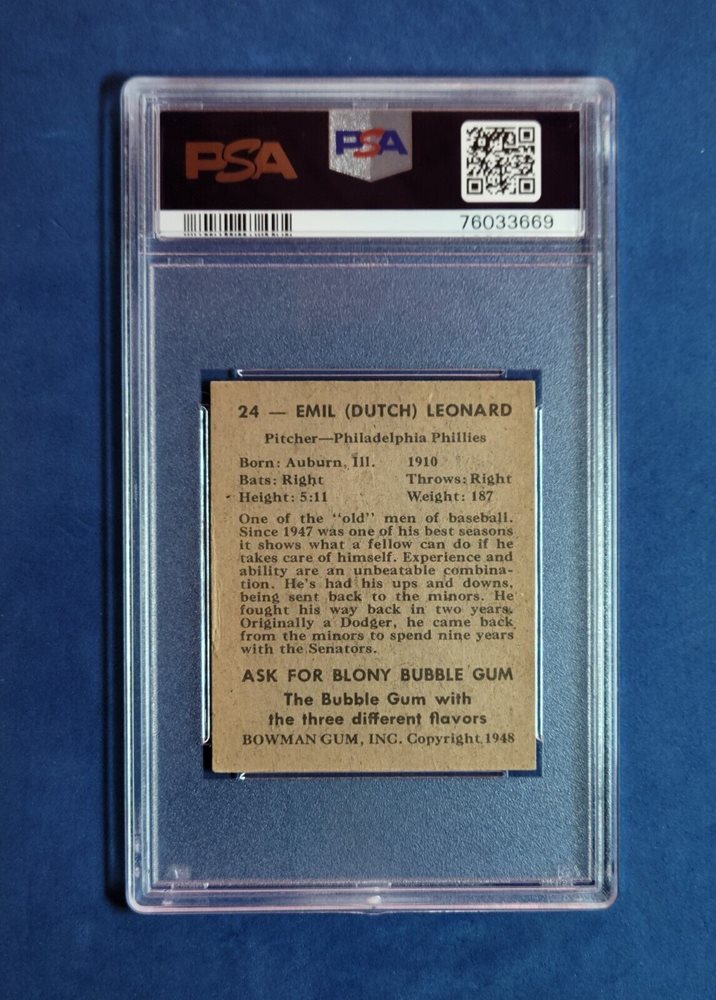 PSA PSA
76033669
24 — EMIL (DUTCH) LEONARD
Pitcher—Philadelphia Phillies
Born: Auburn, Ill. 1910
Bats: Right Throws: Right
Height: 5:11 Weight: 187
One of the "old" men of baseball.
Since 1947 was one of his best seasons
it shows what a fellow can do if he
takes care of himself. Experience and
ability are an unbeatable combina-
tion. He's had his ups and downs,
being sent back to the minors. He
fought his way back in two years.
Originally a Dodger, he came back
from the minors to spend nine years
with the Senators.
ASK FOR BLONY BUBBLE GUM
The Bubble Gum with
the three different flavors
BOWMAN GUM, INC. Copyright 1948